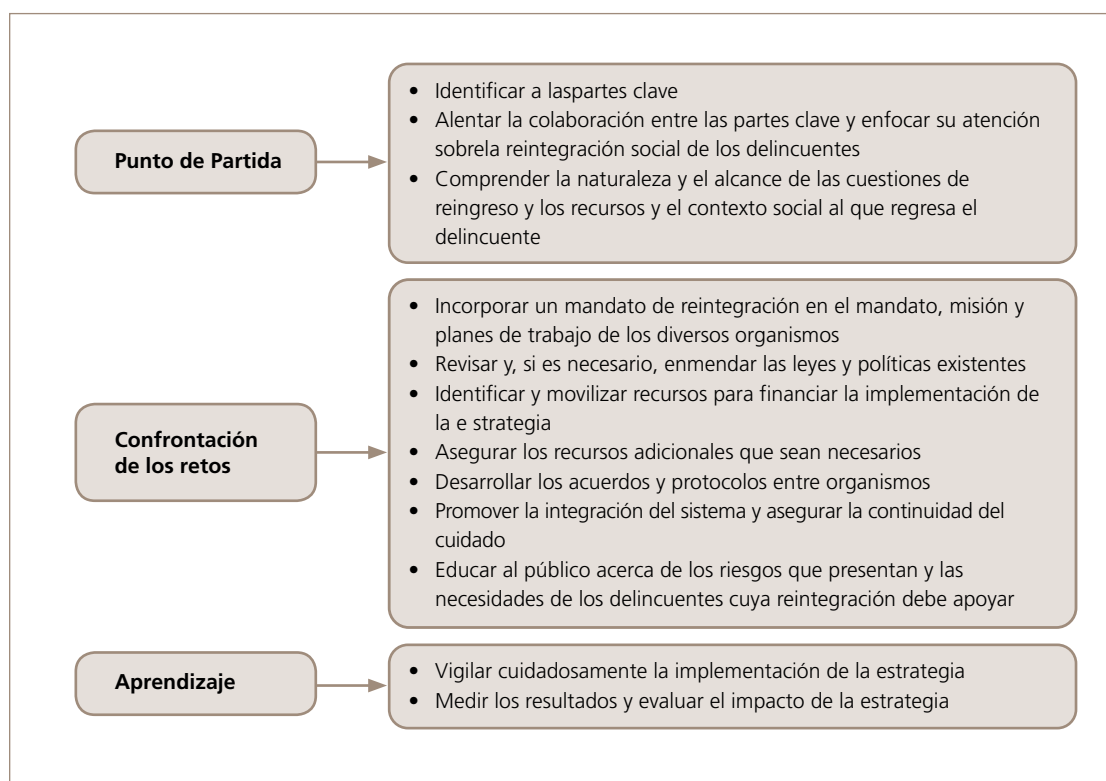 Punto de Partida
• Identificar a laspartes clave
• Alentar la colaboración entre las partes clave y enfocar su atención
sobrela reintegración social de los delincuentes
• Comprender la naturaleza y el alcance de las cuestiones de
reingreso y los recursos y el contexto social al que regresa el
delincuente
Confrontación
de los retos
• Incorporar un mandato de reintegración en el mandato, misión y
planes de trabajo de los diversos organismos
• Revisar y, si es necesario, enmendar las leyes y políticas existentes
• Identificar y movilizar recursos para financiar la implementación de
la e strategia
• Asegurar los recursos adicionales que sean necesarios
• Desarrollar los acuerdos y protocolos entre organismos
• Promover la integración del sistema y asegurar la continuidad del
cuidado
• Educar al público acerca de los riesgos que presentan y las
necesidades de los delincuentes cuya reintegración debe apoyar
Aprendizaje
• Vigilar cuidadosamente la implementación de la estrategia
• Medir los resultados y evaluar el impacto de la estrategia